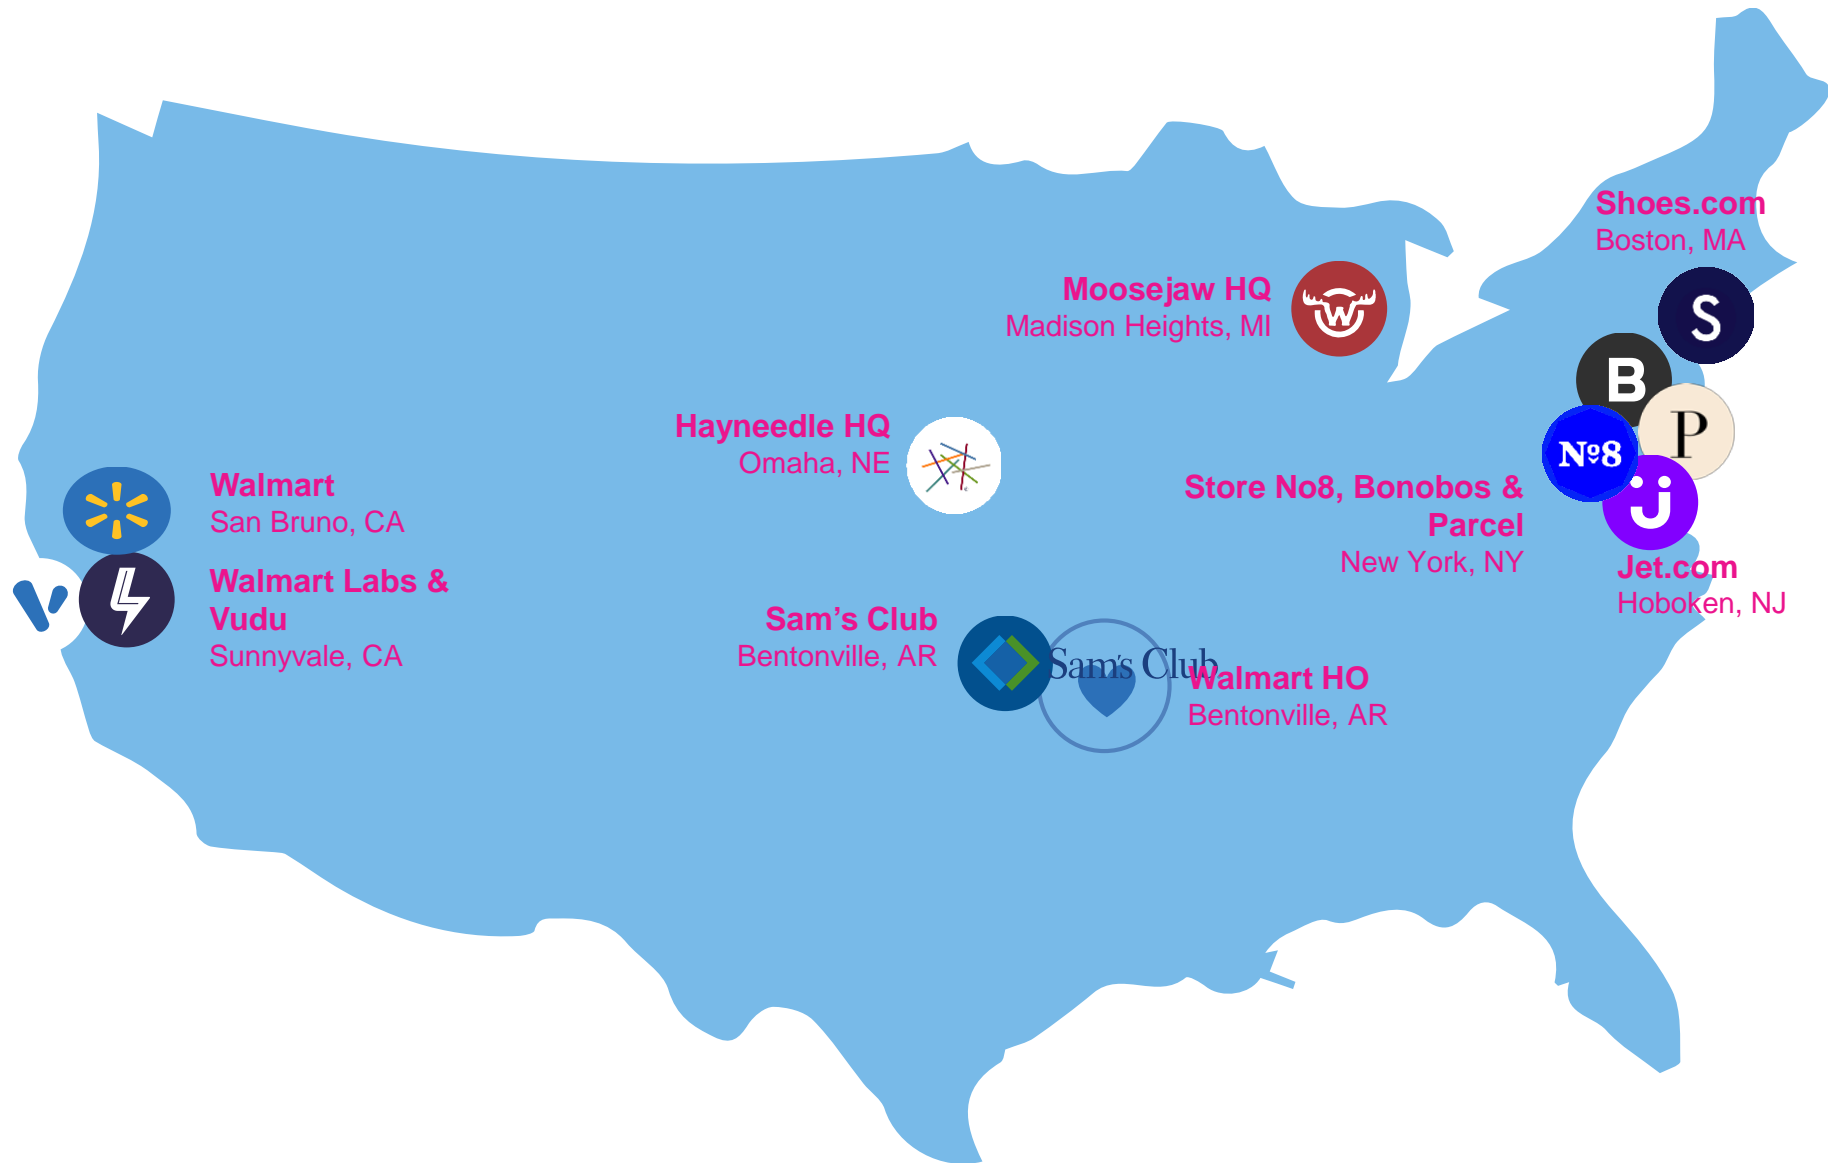 Shoes.com
Boston, MA
S
Moosejaw HQ
Madison Heights, MI
W
B
P
Nº8
Hayneedle HQ
Omaha, NE
Walmart
San Bruno, CA
Store No8, Bonobos &
Parcel
New York, NY
j
Jet.com
Hoboken, NJ
Walmart Labs &
Vudu
Sunnyvale, CA
V
Sam’s Club
Bentonville, AR
Sam's Club
Walmart HO
Bentonville, AR